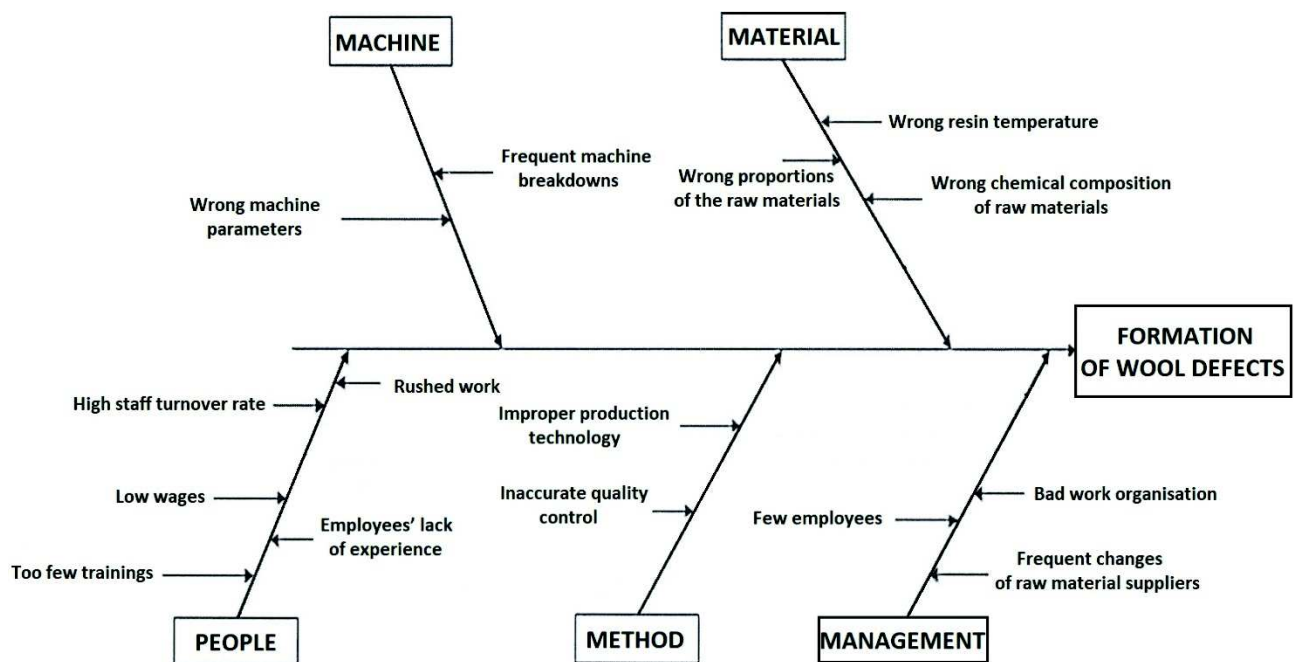 MACHINE
MATERIAL
Wrong resin temperature
Frequent machine
breakdowns
Wrong proportions
of the raw materials
Wrong chemical composition
of raw materials
Wrong machine
parameters
FORMATION
OF WOOL DEFECTS
Rushed work
High staff turnover rate
Improper production
technology
Low wages
Inaccurate quality
control
Bad work organisation
Few employees
Employees’ lack
of experience
Too few trainings
Frequent changes
of raw material suppliers
PEOPLE
METHOD
MANAGEMENT